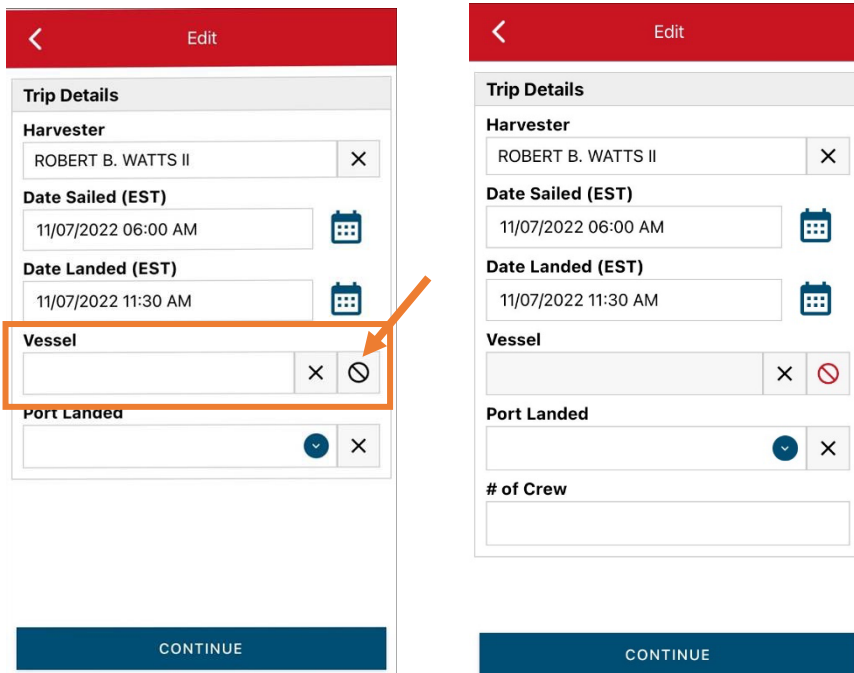 Edit
Trip Details
Harvester
ROBERT B. WATTS II
Date Sailed (EST)
11/07/2022 06:00 AM
Date Landed (EST)
11/07/2022 11:30 AM
Vessel
Port Landed
CONTINUE
Edit
Trip Details
Harvester
ROBERT B. WATTS II
Date Sailed (EST)
11/07/2022 06:00 AM
Date Landed (EST)
11/07/2022 11:30 AM
Vessel
Port Landed
# of Crew
CONTINUE